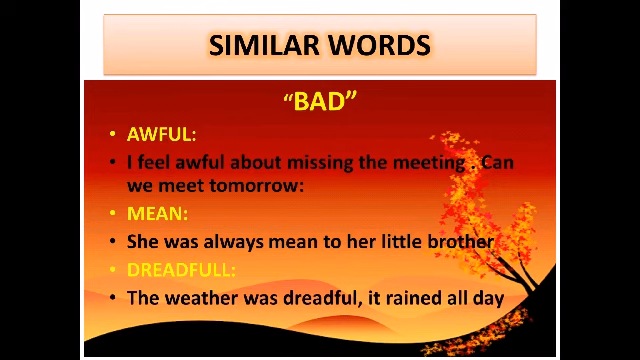 SIMILAR WORDS
“BAD”
• AWFUL:
• I feel awful about missing the meeting . Can
we meet tomorrow:
• MEAN:
• She was always mean to her little brother
• DREADFULL:
• The weather was dreadful, it rained all day